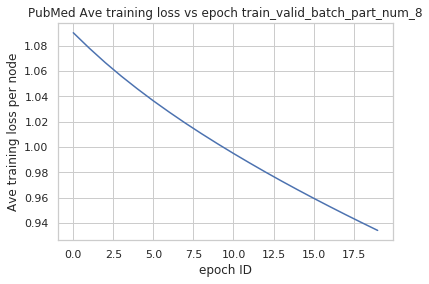 PubMed Ave training loss vs epoch train_valid_batch_part_num_8
Ave training loss per node
1.08
1.06
1.04
1.02
1.00
0.98
0.96
0.94
0.0 2.5 5.0 7.5 10.0 12.5 15.0 17.5
epoch ID